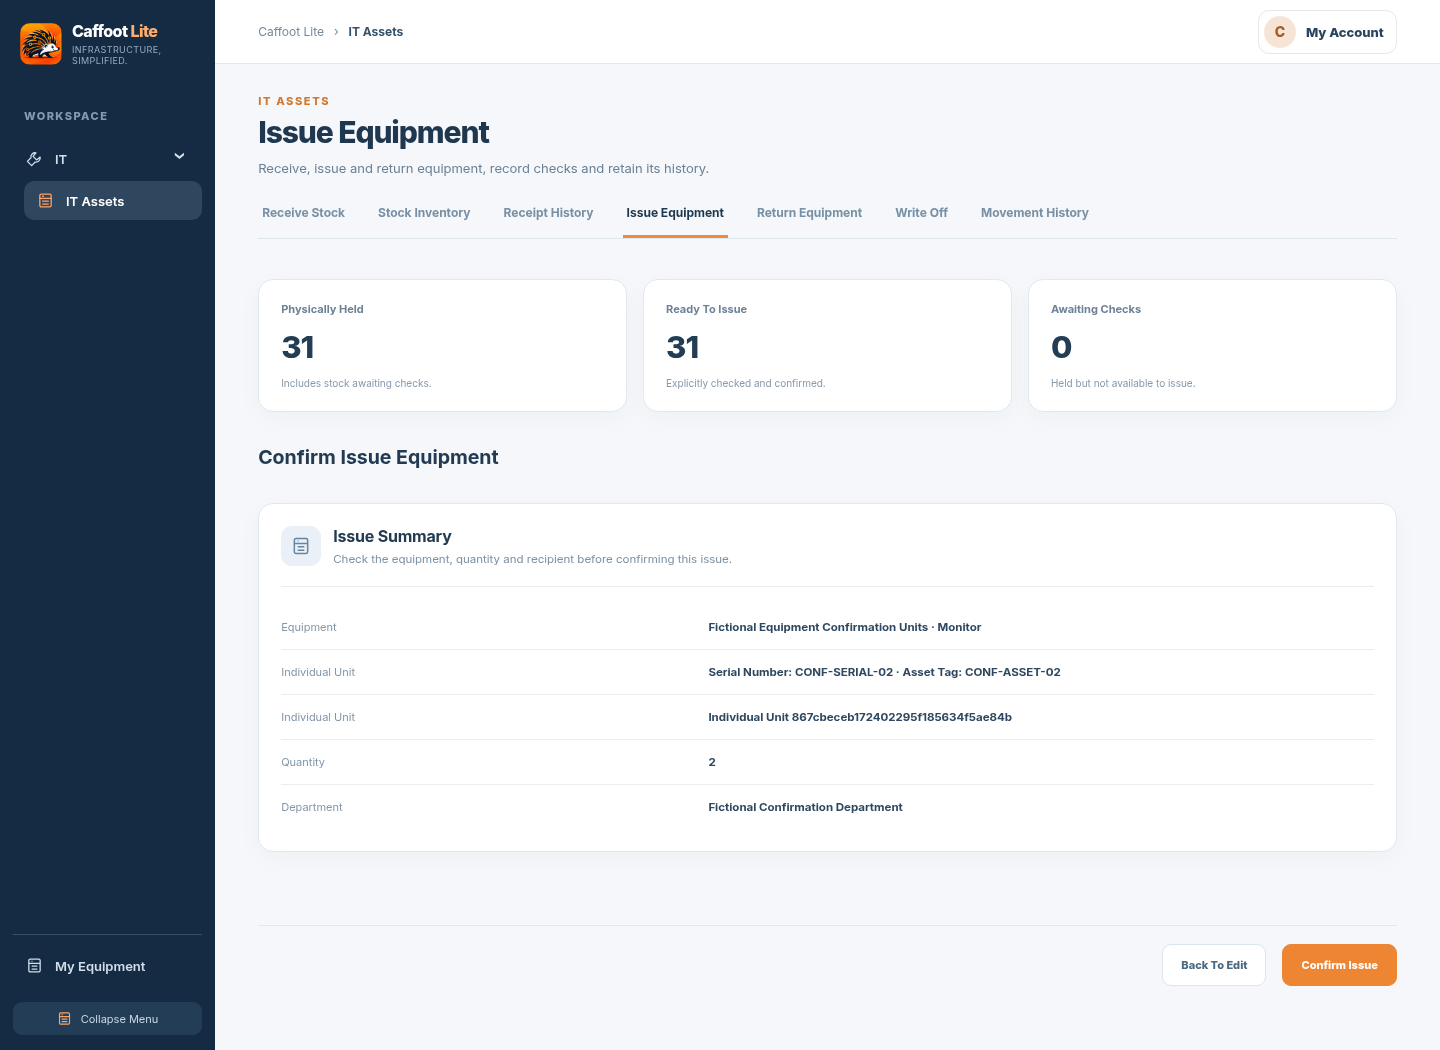 Caffoot Lite
INFRASTRUCTURE,
SIMPLIFIED.
WORKSPACE
IT
IT Assets
My Equipment
Collapse Menu
Caffoot Lite › IT Assets
C My Account
IT ASSETS
Issue Equipment
Receive, issue and return equipment, record checks and retain its history.
Receive Stock Stock Inventory Receipt History Issue Equipment Return Equipment Write Off Movement History
Physically Held
31
Includes stock awaiting checks.
Ready To Issue
31
Explicitly checked and confirmed.
Awaiting Checks
0
Held but not available to issue.
Confirm Issue Equipment
Issue Summary
Check the equipment, quantity and recipient before confirming this issue.
Equipment Fictional Equipment Confirmation Units · Monitor
Individual Unit Serial Number: CONF-SERIAL-02 · Asset Tag: CONF-ASSET-02
Individual Unit Individual Unit 867cbeceb172402295f185634f5ae84b
Quantity 2
Department Fictional Confirmation Department
Back To Edit Confirm Issue